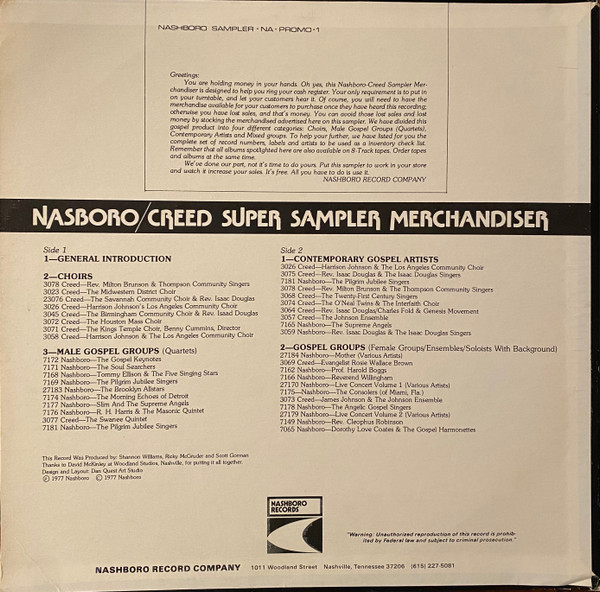 NASHBORO SAMPLER • NA - PROMO • 1
Greetings:
You are holding money in your hands. Oh yes, this Nashboro-Creed Sampler Mer-
chandiser is designed to help you ring your cash register. Your only requirement is to put in
on your turntable, and let your customers hear it. Of course, you will need to have the
merchandise available for your customers to purchase once they have heard this recording;
otherwise you have lost sales, and that's money. You can avoid those lost sales and lost
money by stocking the merchandised advertised here on this sampler. We have divided this
gospel product into four different categories: Choirs, Male Gospel Groups (Quartets),
Contemporary Artists and Mixed groups. To help your further, we have listed for you the
complete set of record numbers, labels and artists to be used as a inventory check list.
Remember that all albums spotlighted here are also available on 8-Track tapes. Order tapes
and albums at the same time.
We've done our part, not it's time to do yours. Put this sampler to work in your store
and watch it increase your sales. It's free. All you have to do is use it.
NASHBORO RECORD COMPANY
NASBORO/CREED SUPER SAMPLER MERCHANDISER
Side 1
1—GENERAL INTRODUCTION
2—CHOIRS
3078 Creed—Rev. Milton Brunson & Thompson Community Singers
3023 Creed—The Midwestern District Choir
23076 Creed—The Savannah Community Choir & Rev. Isaac Douglas
3026 Creed—Harrison Johnson's Los Angeles Community Choir
3045 Creed—The Birmingham Community Choir & Rev. Isaad Douglas
3072 Creed—The Houston Mass Choir
3071 Creed—The Kings Temple Choir, Benny Cummins, Director
3058 Creed—Harrison Johnson & The Los Angeles Community Choir
3—MALE GOSPEL GROUPS (Quartets)
7172 Nashboro—The Gospel Keynotes
7171 Nashboro—The Soul Searchers
7168 Nashboro—Tommy Ellison & The Five Singing Stars
7169 Nashboro—The Pilgrim Jubilee Singers
27183 Nashboro—The Brooklyn Allstars
7174 Nashboro—The Morning Echoes of Detroit
7177 Nashboro—Slim And The Supreme Angels
7176 Nashboro—R. H. Harris & The Masonic Quintet
3077 Creed—The Swanee Quintet
7181 Nashboro—The Pilgrim Jubilee Singers
Side 2
1—CONTEMPORARY GOSPEL ARTISTS
3026 Creed—Harrison Johnson & The Los Angeles Community Choir
3075 Creed—Rev. Isaac Douglas & The Isaac Douglas Singers
7181 Nashboro—The Pilgrim Jubilee Singers
3078 Creed—Rev. Milton Brunson & The Thompson Community Singers
3068 Creed—The Twenty-First Century Singers
3074 Creed—The O'Neal Twins & The Interfaith Choir
3064 Creed—Rev. Isaac Douglas/Charles Fold & Genesis Movement
3057 Creed—The Johnson Ensemble
7165 Nashboro—The Supreme Angels
3059 Nashboro—Rev. Isaac Douglas & The Isaac Douglas Singers
2—GOSPEL GROUPS (Female Groups/Ensembles/Soloists With Background)
27184 Nashboro—Mother (Various Artists)
3069 Creed—Evangelist Rosie Wallace Brown
7162 Nashboro—Prof. Harold Boggs
7166 Nashboro—Reverend Willingham
27170 Nashboro—Live Concert Volume 1 (Various Artists)
7175—Nashboro—The Consolers (of Miami, Fla.)
3073 Creed—James Johnson & The Johnson Ensemble
7178 Nashboro—The Angelic Gospel Singers
27179 Nashboro—Live Concert Volume 2 (Various Artists)
7149 Nashboro—Rev. Cleophus Robinson
7065 Nashboro—Dorothy Love Coates & The Gospel Harmonettes
This Record Was Produced by: Shannon Williams, Ricky McGruder and Scott Gorman
Thanks to David McKinley at Woodland Studios, Nashville, for putting it all together.
Design and Layout: Dan Quest Art Studio
Ⓟ 1977 Nashboro © 1977 Nashboro
NASHBORO
RECORDS
"Warning: Unauthorized reproduction of this record is prohib-
ited by Federal law and subject to criminal prosecution."
NASHBORO RECORD COMPANY 1011 Woodland Street Nashville, Tennessee 37206 (615) 227-5081